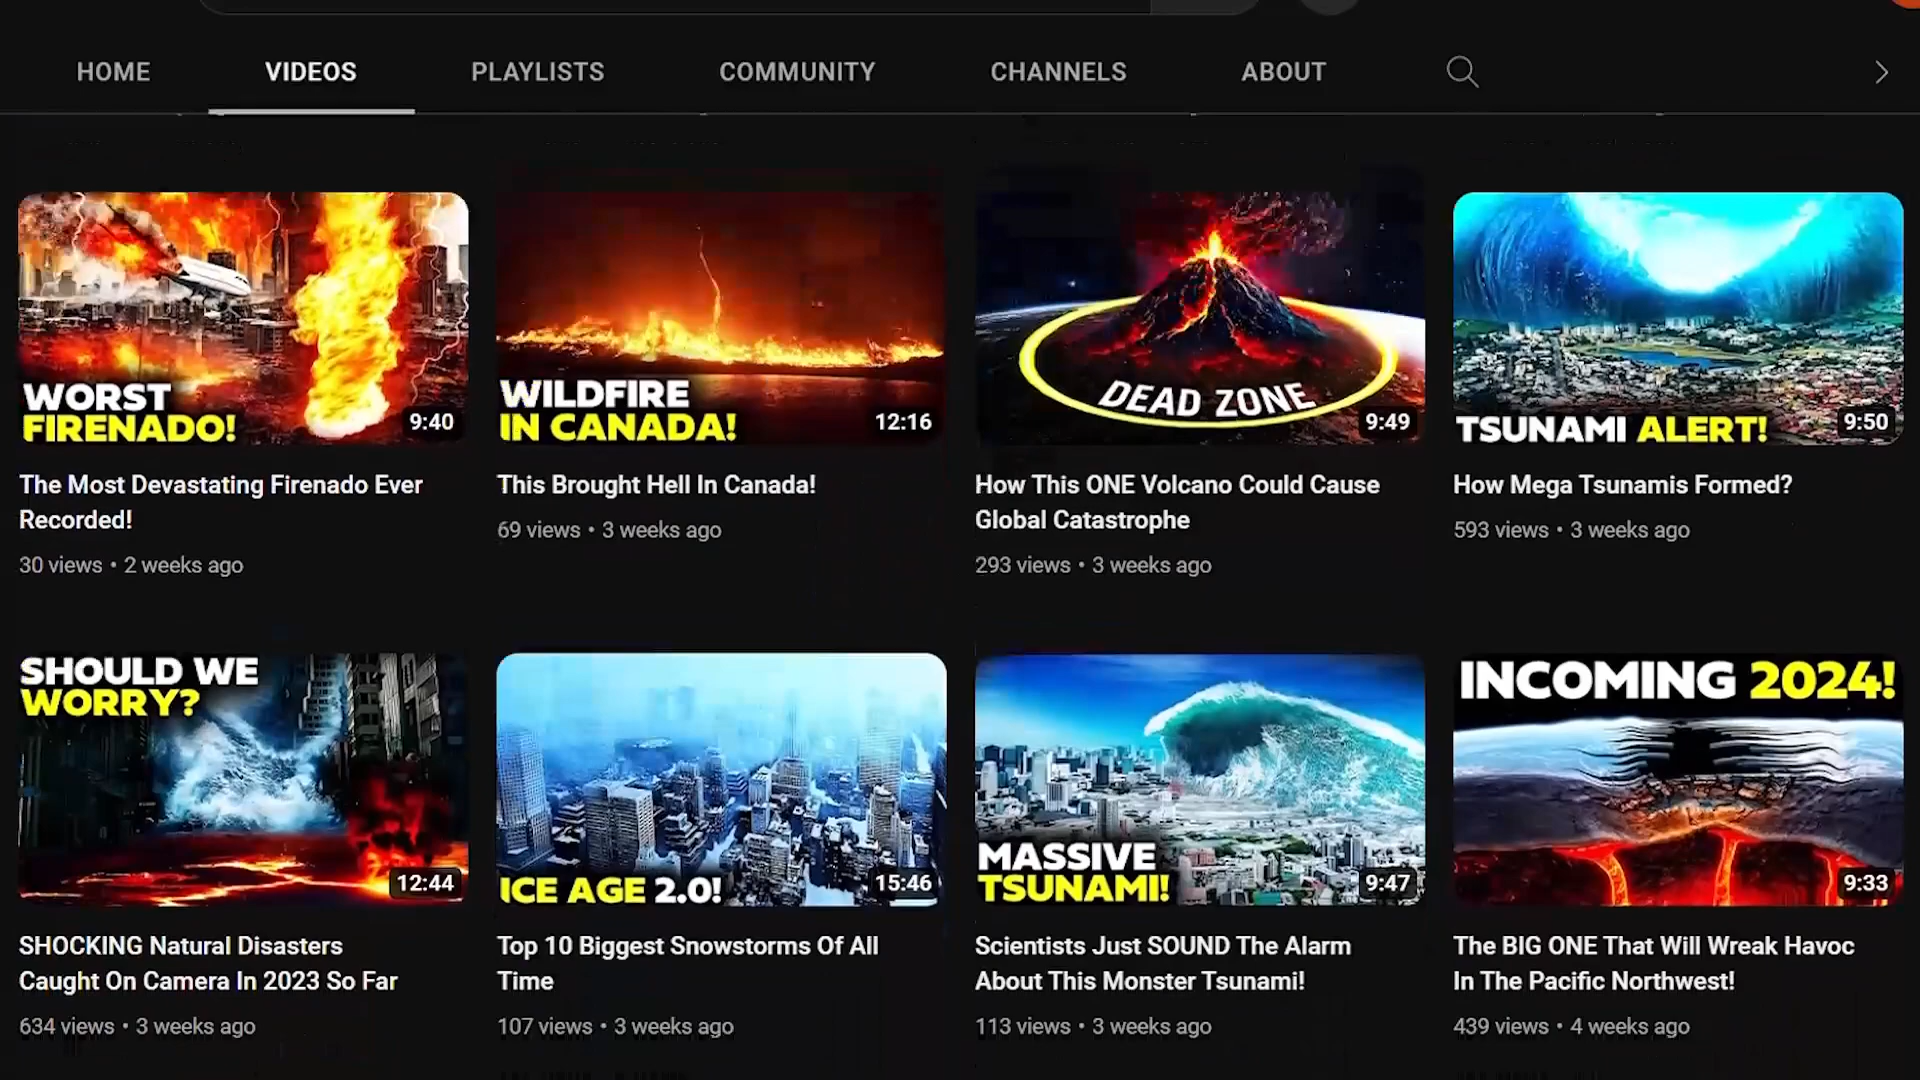 HOME VIDEOS PLAYLISTS COMMUNITY CHANNELS ABOUT
WORST
FIRENADO!
9:40
The Most Devastating Firenado Ever
Recorded!
30 views • 2 weeks ago
WILDFIRE
IN CANADA!
12:16
This Brought Hell In Canada!
69 views • 3 weeks ago
DEAD ZONE
9:49
How This ONE Volcano Could Cause
Global Catastrophe
293 views • 3 weeks ago
TSUNAMI ALERT!
9:50
How Mega Tsunamis Formed?
593 views • 3 weeks ago
SHOULD WE
WORRY?
12:44
SHOCKING Natural Disasters
Caught On Camera In 2023 So Far
634 views • 3 weeks ago
ICE AGE 2.0!
15:46
Top 10 Biggest Snowstorms Of All
Time
107 views • 3 weeks ago
MASSIVE
TSUNAMI!
9:47
Scientists Just SOUND The Alarm
About This Monster Tsunami!
113 views • 3 weeks ago
INCOMING 2024!
9:33
The BIG ONE That Will Wreak Havoc
In The Pacific Northwest!
439 views • 4 weeks ago